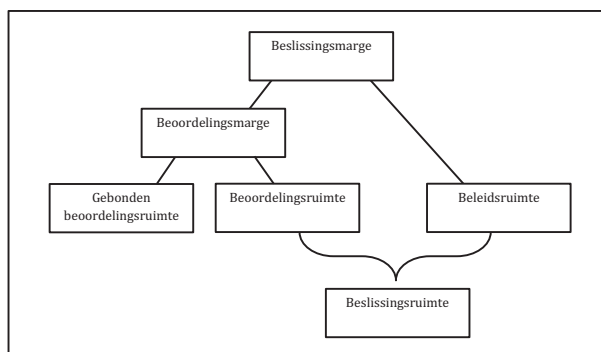 Beslissingsmarge
Beoordelingsmarge
Gebonden
beoordelingsruimte
Beoordelingsruimte
Beleidsruimte
Beslissingsruimte